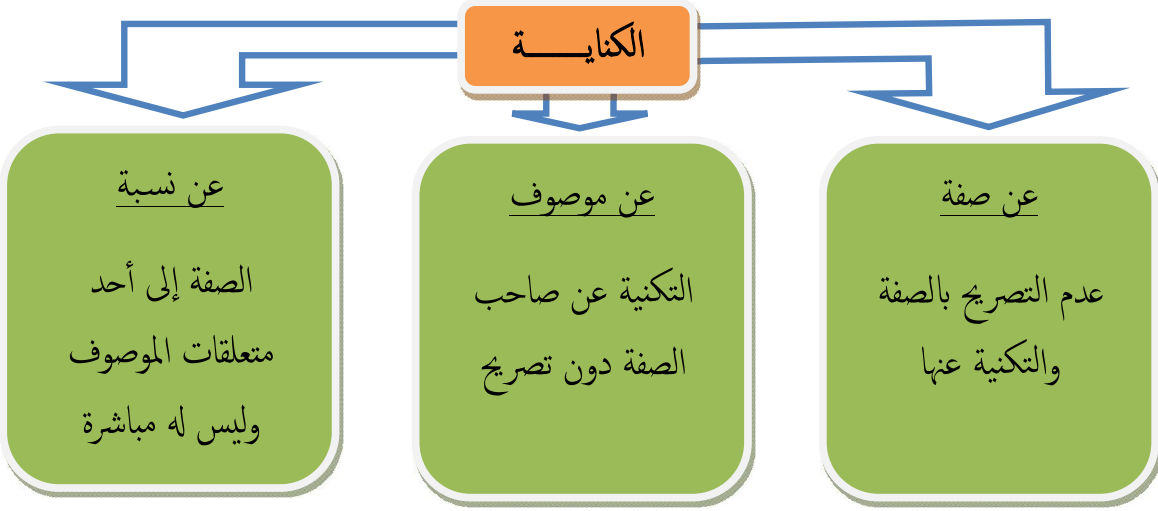 الكنايــــــة
عن صفة
عدم التصريح بالصفة
والتكنية عنها
عن موصوف
التكنية عن صاحب
الصفة دون تصريح
عن نسبة
الصفة إلى أحد
متعلقات الموصوف
وليس له مباشرة